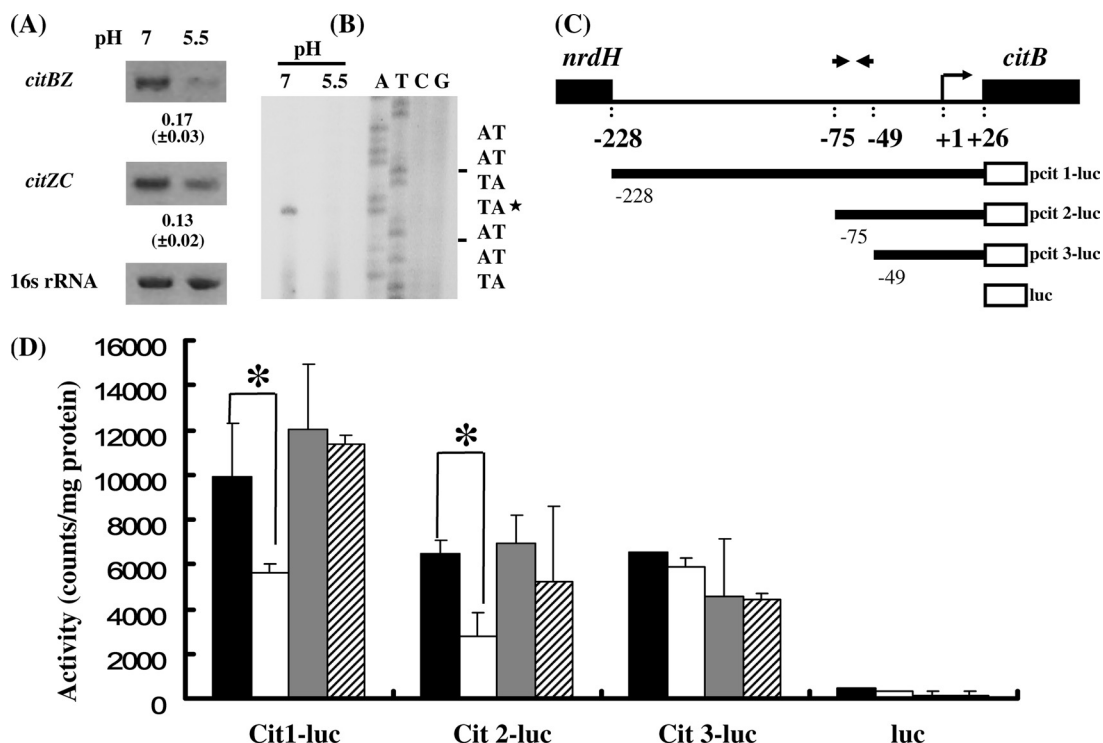 (A)
pH 7 5.5
citBZ
0.17
(±0.03)
citZC
0.13
(±0.02)
16s rRNA
(B)
pH
7 5.5 A T C G
AT
AT
TA
TA★
AT
AT
TA
(C)
nrdH citB
-228 -75 -49 +1 +26
-228 pcit 1-luc
-75 pcit 2-luc
-49 pcit 3-luc
luc
(D)
Activity (counts/mg protein)
16000
14000
12000
10000
8000
6000
4000
2000
0
* *
Cit1-luc Cit 2-luc Cit 3-luc luc